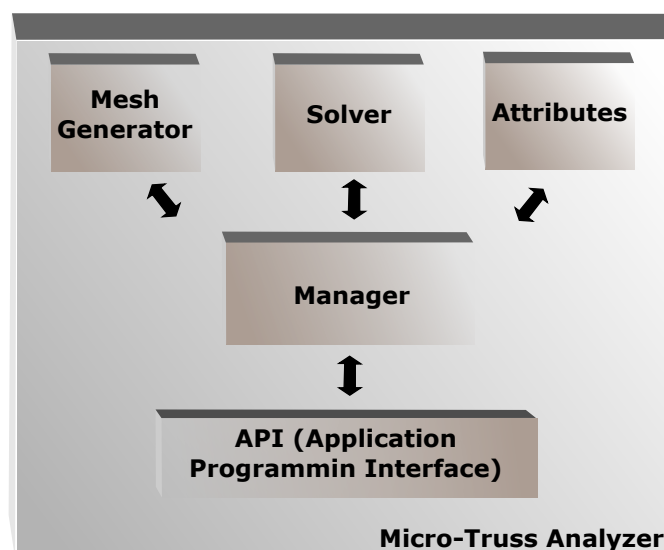 Mesh
Generator
Solver
Attributes
Manager
API (Application
Programmin Interface)
Micro-Truss Analyzer